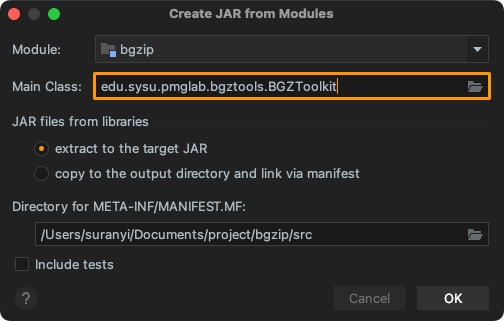 Create JAR from Modules
Module: bgzip
Main Class: edu.sysu.pmglab.bgztools.BGZToolkit
JAR files from libraries
extract to the target JAR
copy to the output directory and link via manifest
Directory for META-INF/MANIFEST.MF:
/Users/suranyi/Documents/project/bgzip/src
Include tests
? Cancel OK